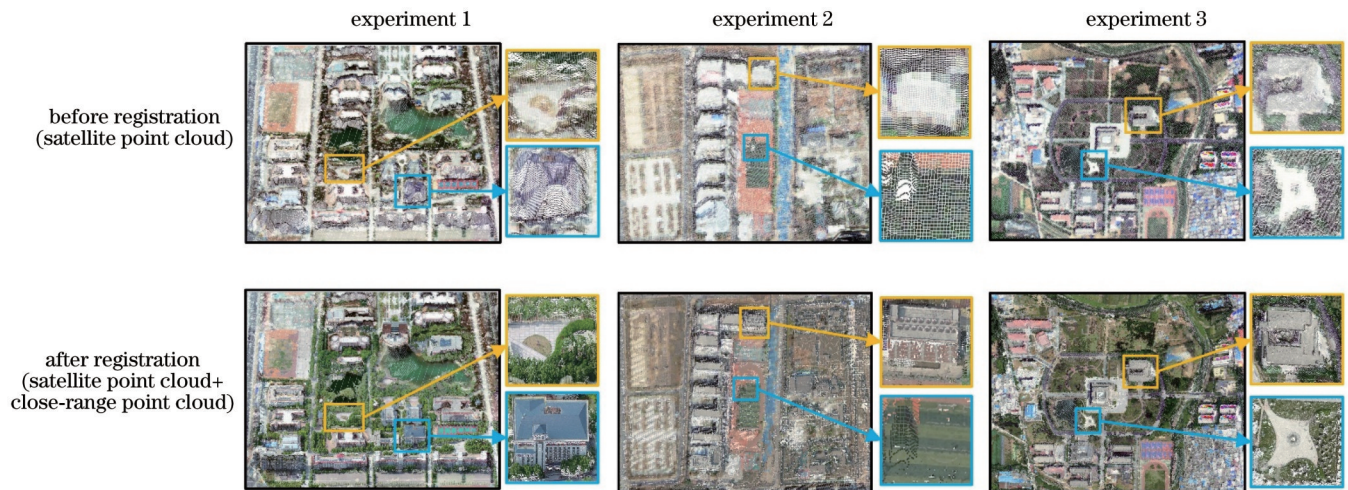 experiment 1
experiment 2
experiment 3
before registration
(satellite point cloud)
after registration
(satellite point cloud+
close-range point cloud)